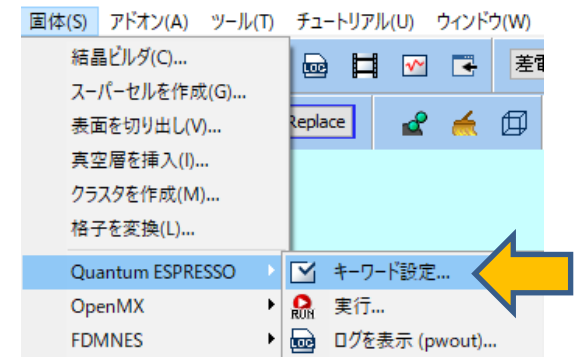 固体(S) アドオン(A) ツール(T) チュートリアル(U) ウィンドウ(W)
結晶ビルダ(C)...
LOG
スーパーセルを作成(G)...
表面を切り出し(V)...
Replace
真空層を挿入(I)...
クラスタを作成(M)...
格子を変換(L)...
Quantum ESPRESSO
キーワード設定...
OpenMX
RUN 実行...
FDMNES
LOG ログを表示 (pwout)...